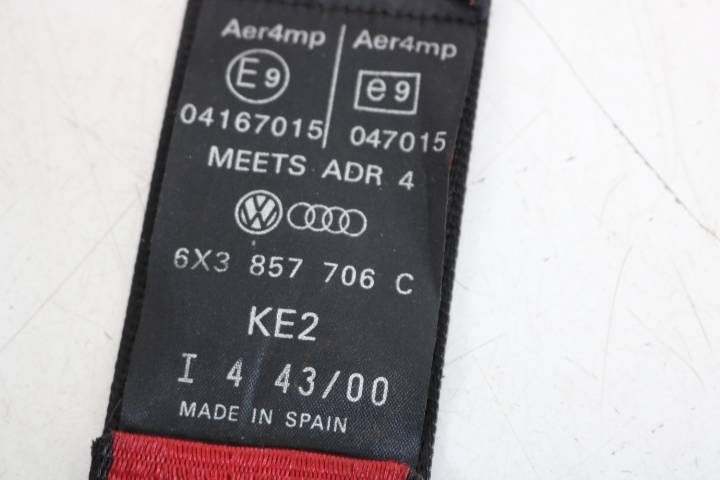 Aer4mp Aer4mp
E9 e9
04167015 047015
MEETS ADR 4
VW
6X3 857 706 C
KE2
I 4 43/00
MADE IN SPAIN